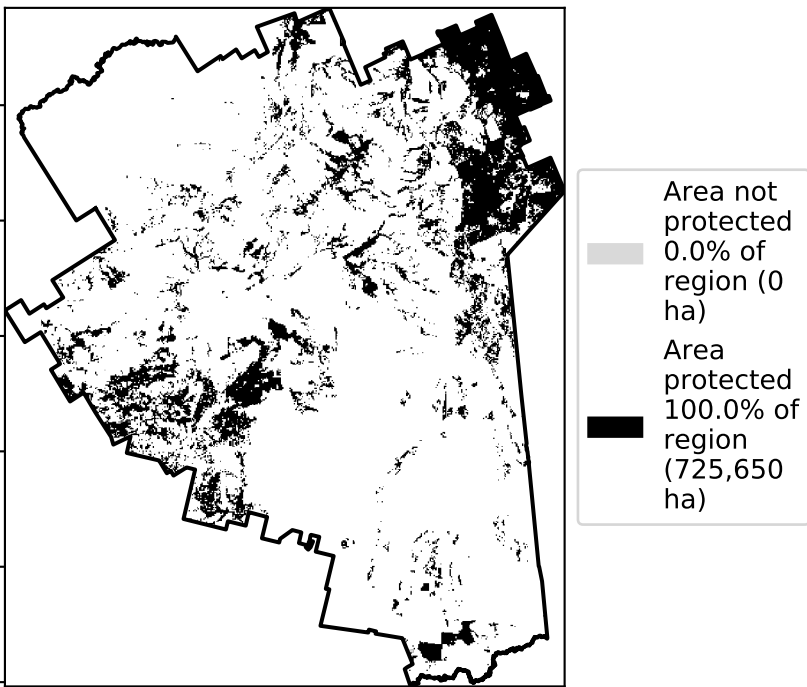 Area not
protected
0.0% of
region (0
ha)
Area
protected
100.0% of
region
(725,650
ha)